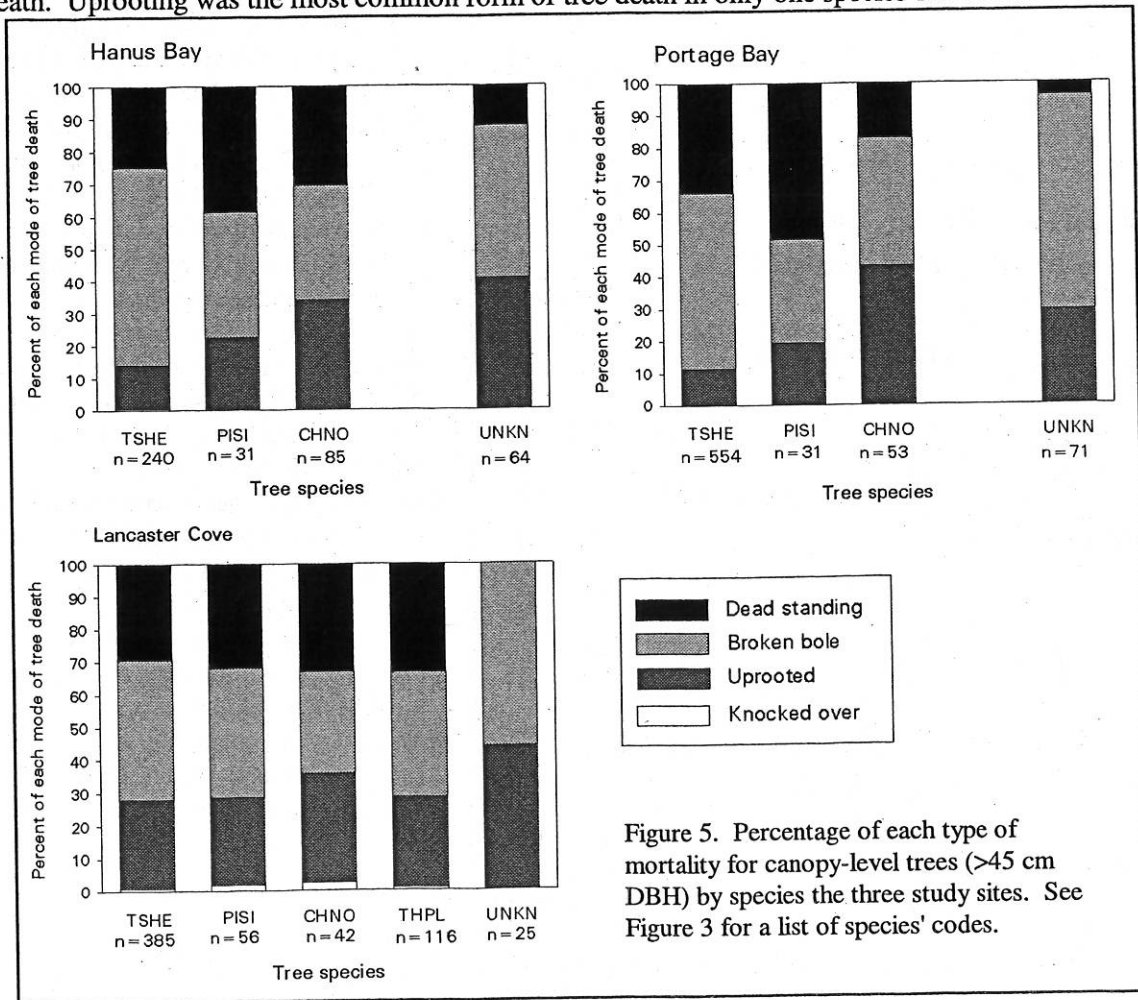 death. Uprooting was the most common form of tree death in only one species
Hanus Bay
Percent of each mode of tree death
100
90
80
70
60
50
40
30
20
10
0
TSHE PISI CHNO UNKN
n=240 n=31 n=85 n=64
Tree species
Portage Bay
Percent of each mode of tree death
100
90
80
70
60
50
40
30
20
10
0
TSHE PISI CHNO UNKN
n=554 n=31 n=53 n=71
Tree species
Lancaster Cove
Percent of each mode of tree death
100
90
80
70
60
50
40
30
20
10
0
TSHE PISI CHNO THPL UNKN
n=385 n=56 n=42 n=116 n=25
Tree species
Dead standing
Broken bole
Uprooted
Knocked over
Figure 5. Percentage of each type of
mortality for canopy-level trees (>45 cm
DBH) by species the three study sites. See
Figure 3 for a list of species' codes.